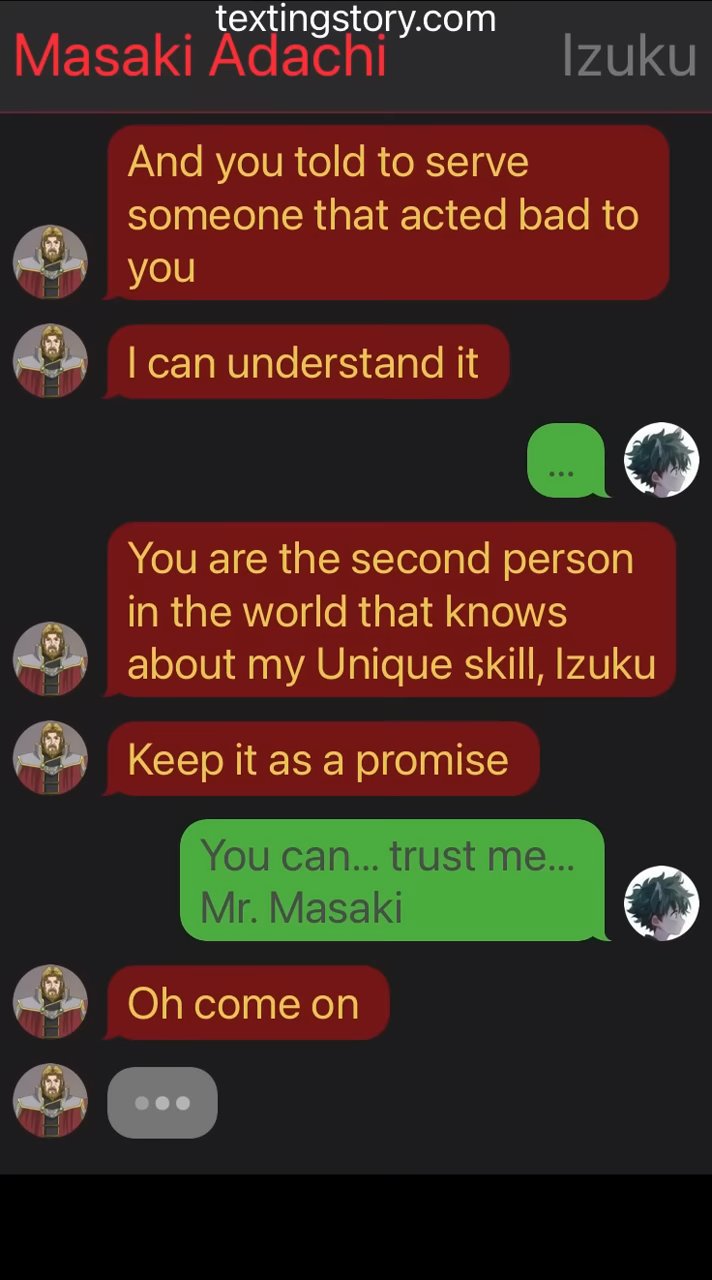 textingstory.com
Masaki Adachi Izuku
And you told to serve
someone that acted bad to
you
I can understand it
...
You are the second person
in the world that knows
about my Unique skill, Izuku
Keep it as a promise
You can... trust me...
Mr. Masaki
Oh come on